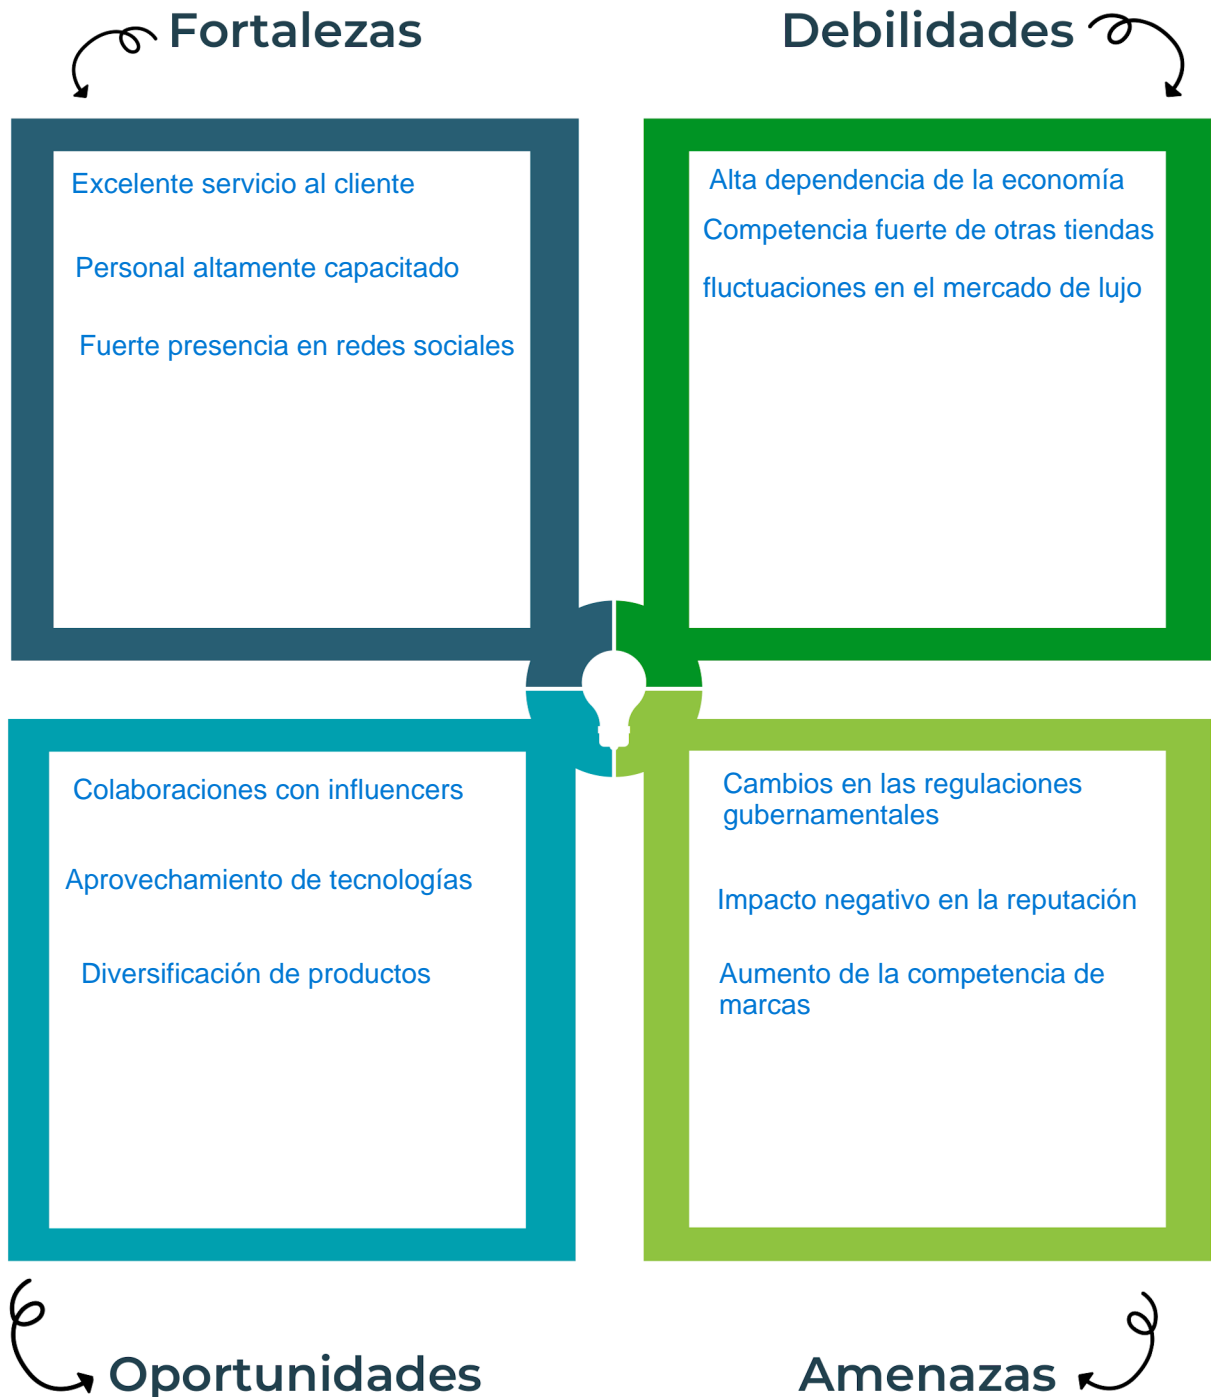 Fortalezas
Excelente servicio al cliente
Personal altamente capacitado
Fuerte presencia en redes sociales
Debilidades
Alta dependencia de la economía
Competencia fuerte de otras tiendas
fluctuaciones en el mercado de lujo
Colaboraciones con influencers
Aprovechamiento de tecnologías
Diversificación de productos
Oportunidades
Cambios en las regulaciones
gubernamentales
Impacto negativo en la reputación
Aumento de la competencia de
marcas
Amenazas